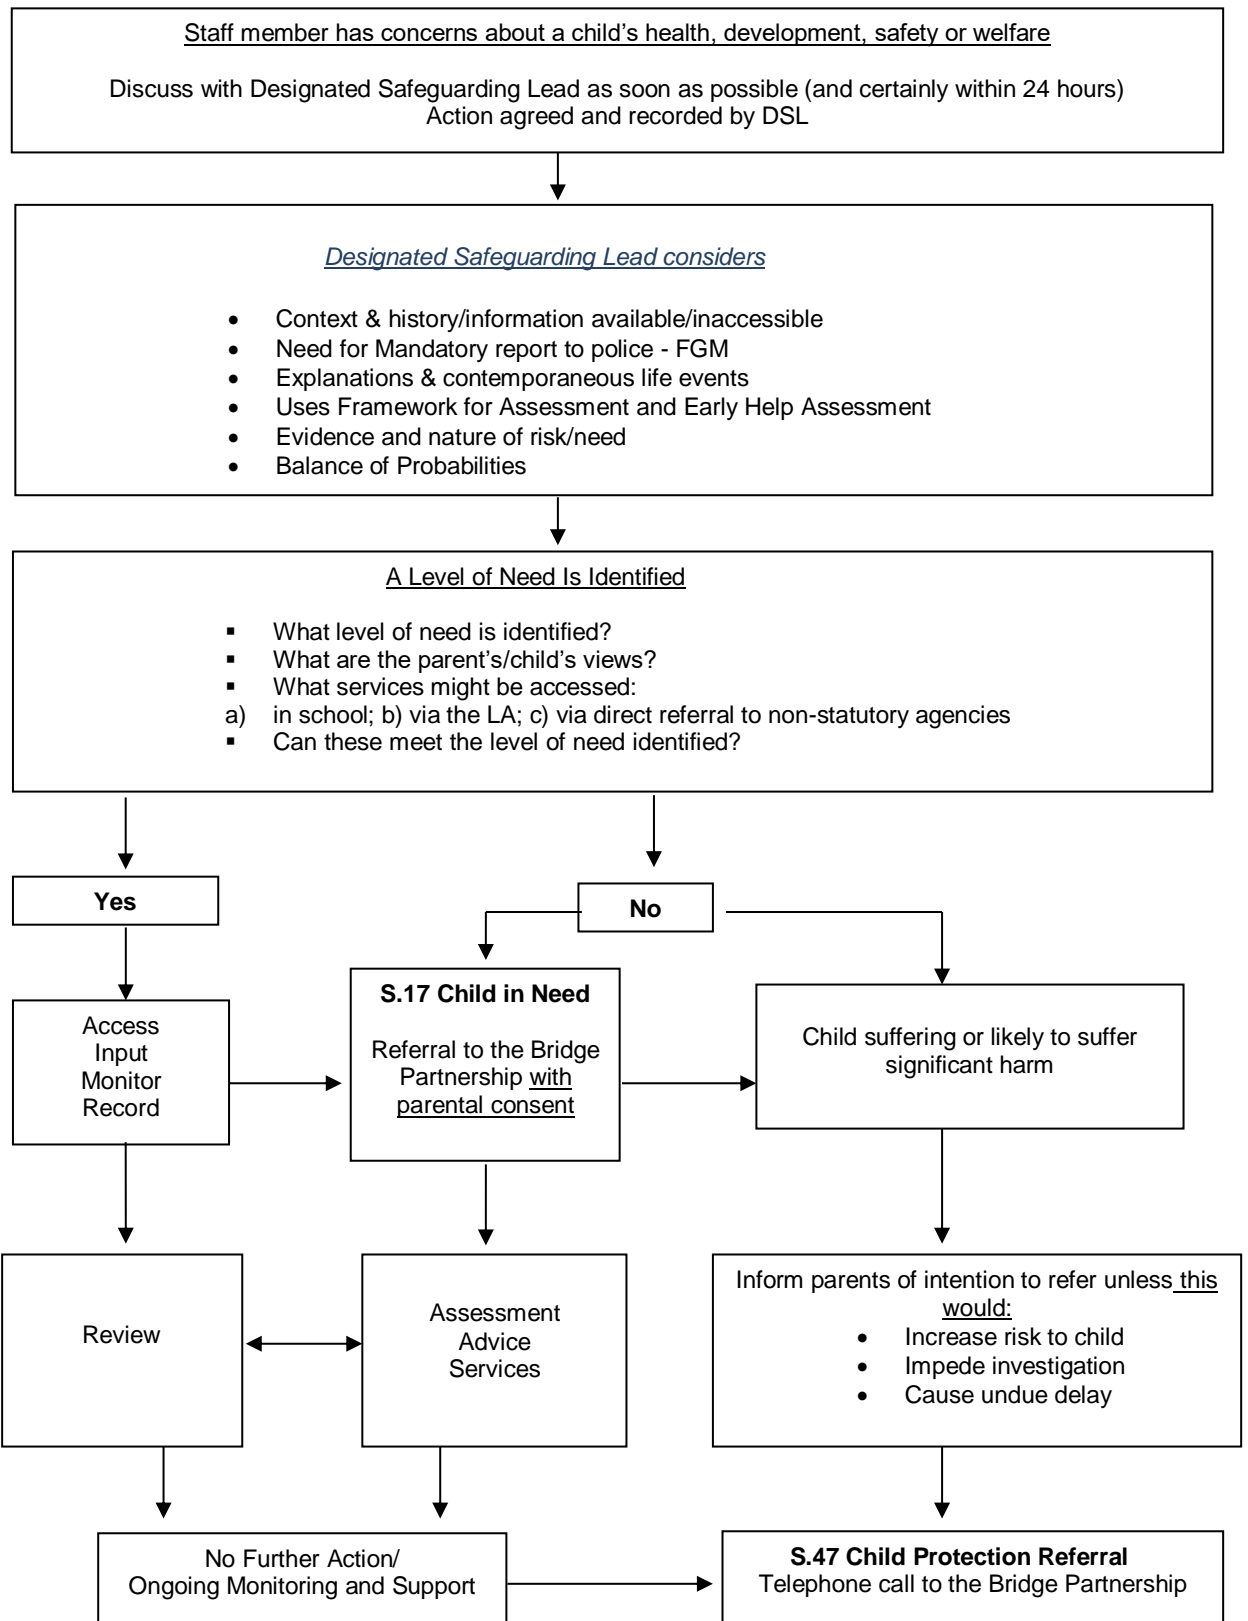 Staff member has concerns about a child’s health, development, safety or welfare
Discuss with Designated Safeguarding Lead as soon as possible (and certainly within 24 hours)
Action agreed and recorded by DSL
Designated Safeguarding Lead considers
• Context & history/information available/inaccessible
• Need for Mandatory report to police - FGM
• Explanations & contemporaneous life events
• Uses Framework for Assessment and Early Help Assessment
• Evidence and nature of risk/need
• Balance of Probabilities
A Level of Need Is Identified
▪ What level of need is identified?
▪ What are the parent’s/child’s views?
▪ What services might be accessed:
a) in school; b) via the LA; c) via direct referral to non-statutory agencies
▪ Can these meet the level of need identified?
Yes
No
Access
Input
Monitor
Record
S.17 Child in Need
Referral to the Bridge
Partnership with
parental consent
Child suffering or likely to suffer
significant harm
Review
Assessment
Advice
Services
Inform parents of intention to refer unless this
would:
• Increase risk to child
• Impede investigation
• Cause undue delay
No Further Action/
Ongoing Monitoring and Support
S.47 Child Protection Referral
Telephone call to the Bridge Partnership